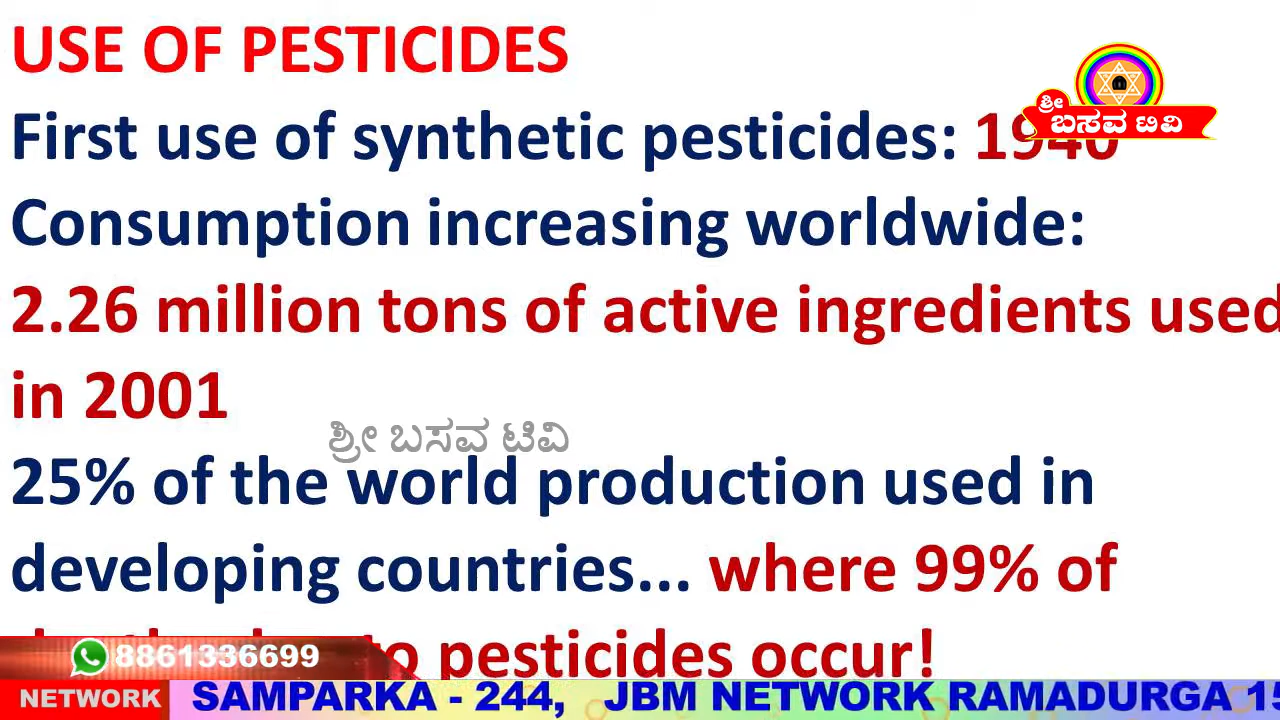 USE OF PESTICIDES
ಶ್ರೀ
ಬಸವ ಟಿವಿ
First use of synthetic pesticides: 1940
Consumption increasing worldwide:
2.26 million tons of active ingredients used
in 2001
ಶ್ರೀ ಬಸವ ಟಿವಿ
25% of the world production used in
developing countries... where 99% of
to pesticides occur!
8861336699
NETWORK SAMPARKA - 244, JBM NETWORK RAMADURGA